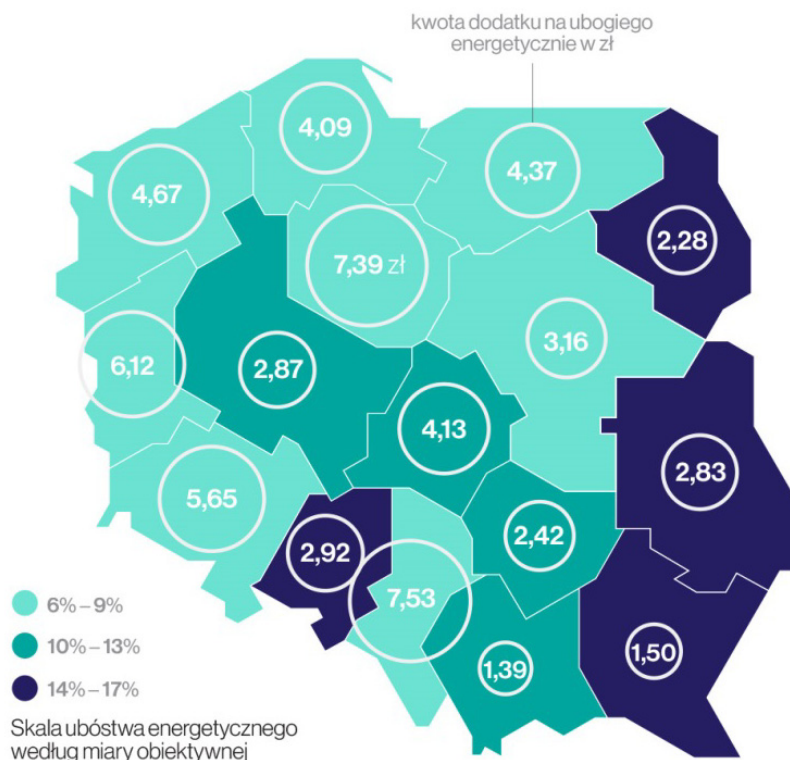 kwota dodatku na ubogiego
energetycznie w zł
4,09
4,67
4,37
2,28
7,39 zł
3,16
6,12
2,87
4,13
2,83
5,65
2,42
2,92
7,53
1,39
1,50
6% – 9%
10% – 13%
14% – 17%
Skala ubóstwa energetycznego
według miary obiektywnej